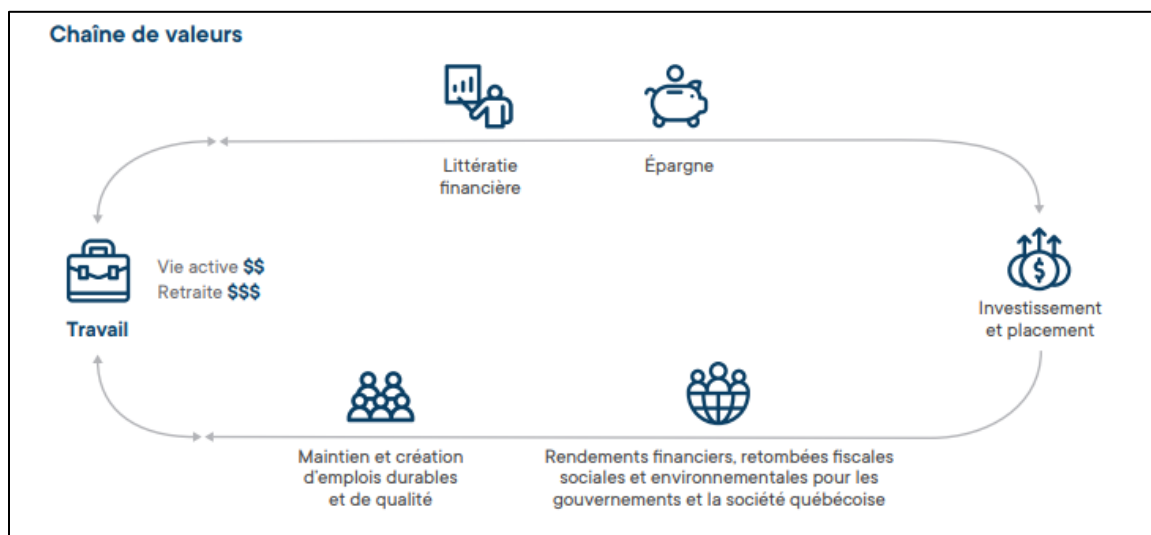 Chaîne de valeurs
Littératie
financière
Épargne
Vie active $$
Retraite $$$
Travail
$
Investissement
et placement
Maintien et création
d'emplois durables
et de qualité
Rendements financiers, retombées fiscales
sociales et environnementales pour les
gouvernements et la société québécoise